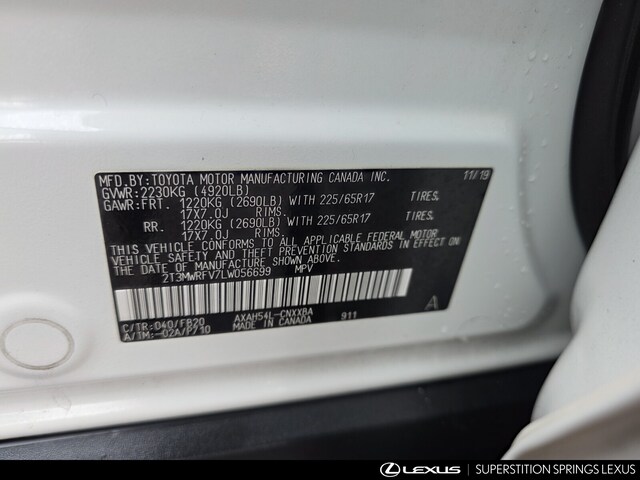 MFD.BY:TOYOTA MOTOR MANUFACTURING CANADA INC. 11/19
GVWR:2230KG (4920LB)
GAWR:FRT. 1220KG (2690LB) WITH 225/65R17 TIRES.
17X7.0J RIMS.
RR. 1220KG (2690LB) WITH 225/65R17 TIRES.
17X7.0J RIMS.
THIS VEHICLE CONFORMS TO ALL APPLICABLE FEDERAL MOTOR
VEHICLE SAFETY AND THEFT PREVENTION STANDARDS IN EFFECT
ON THE DATE OF MANUFACTURE SHOWN ABOVE.
2T3MWRFV7LW056699 MPV
A
C/TR:040/FB20 AXAH54L-CNXXBA 911
A/TM:-02A/P710 MADE IN CANADA
LEXUS SUPERSTITION SPRINGS LEXUS